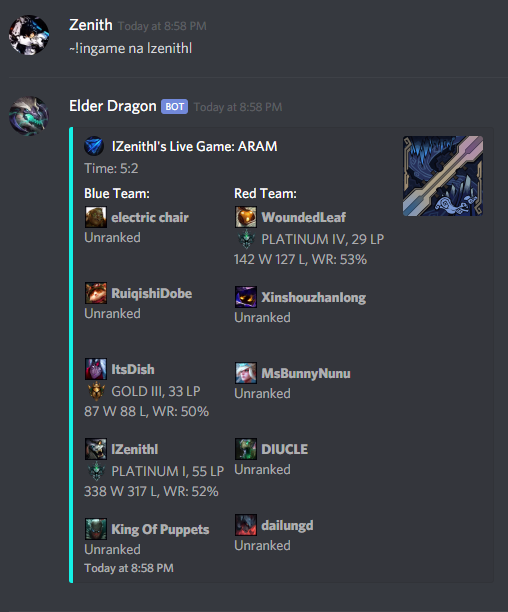 Zenith Today at 8:58 PM
~!ingame na lzenithl
Elder Dragon BOT Today at 8:58 PM
lZenithl's Live Game: ARAM
Time: 5:2
Blue Team:
electric chair
Unranked
RuiqishiDobe
Unranked
ItsDish
GOLD III, 33 LP
87 W 88 L, WR: 50%
lZenithl
PLATINUM I, 55 LP
338 W 317 L, WR: 52%
King Of Puppets
Unranked
Red Team:
WoundedLeaf
PLATINUM IV, 29 LP
142 W 127 L, WR: 53%
Xinshouzhanlong
Unranked
MsBunnyNunu
Unranked
DIUCLE
Unranked
dailungd
Unranked
Today at 8:58 PM